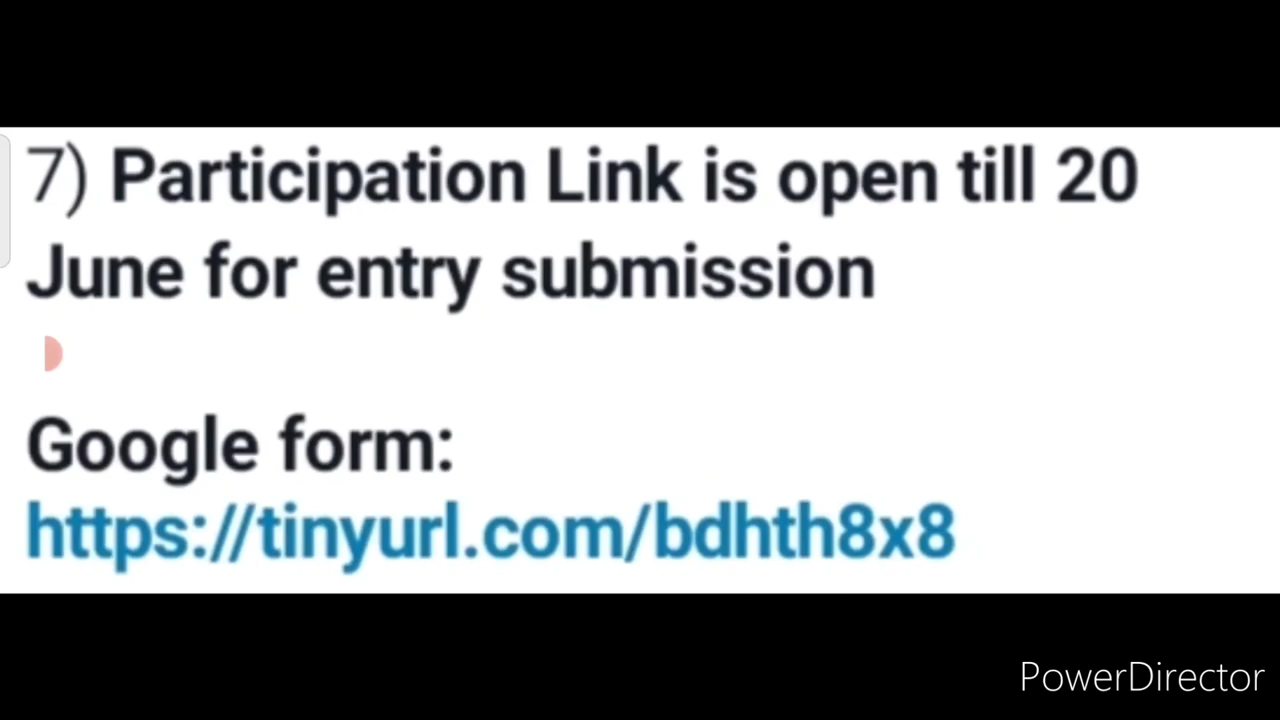 7) Participation Link is open till 20
June for entry submission
Google form:
https://tinyurl.com/bdhth8x8
PowerDirector